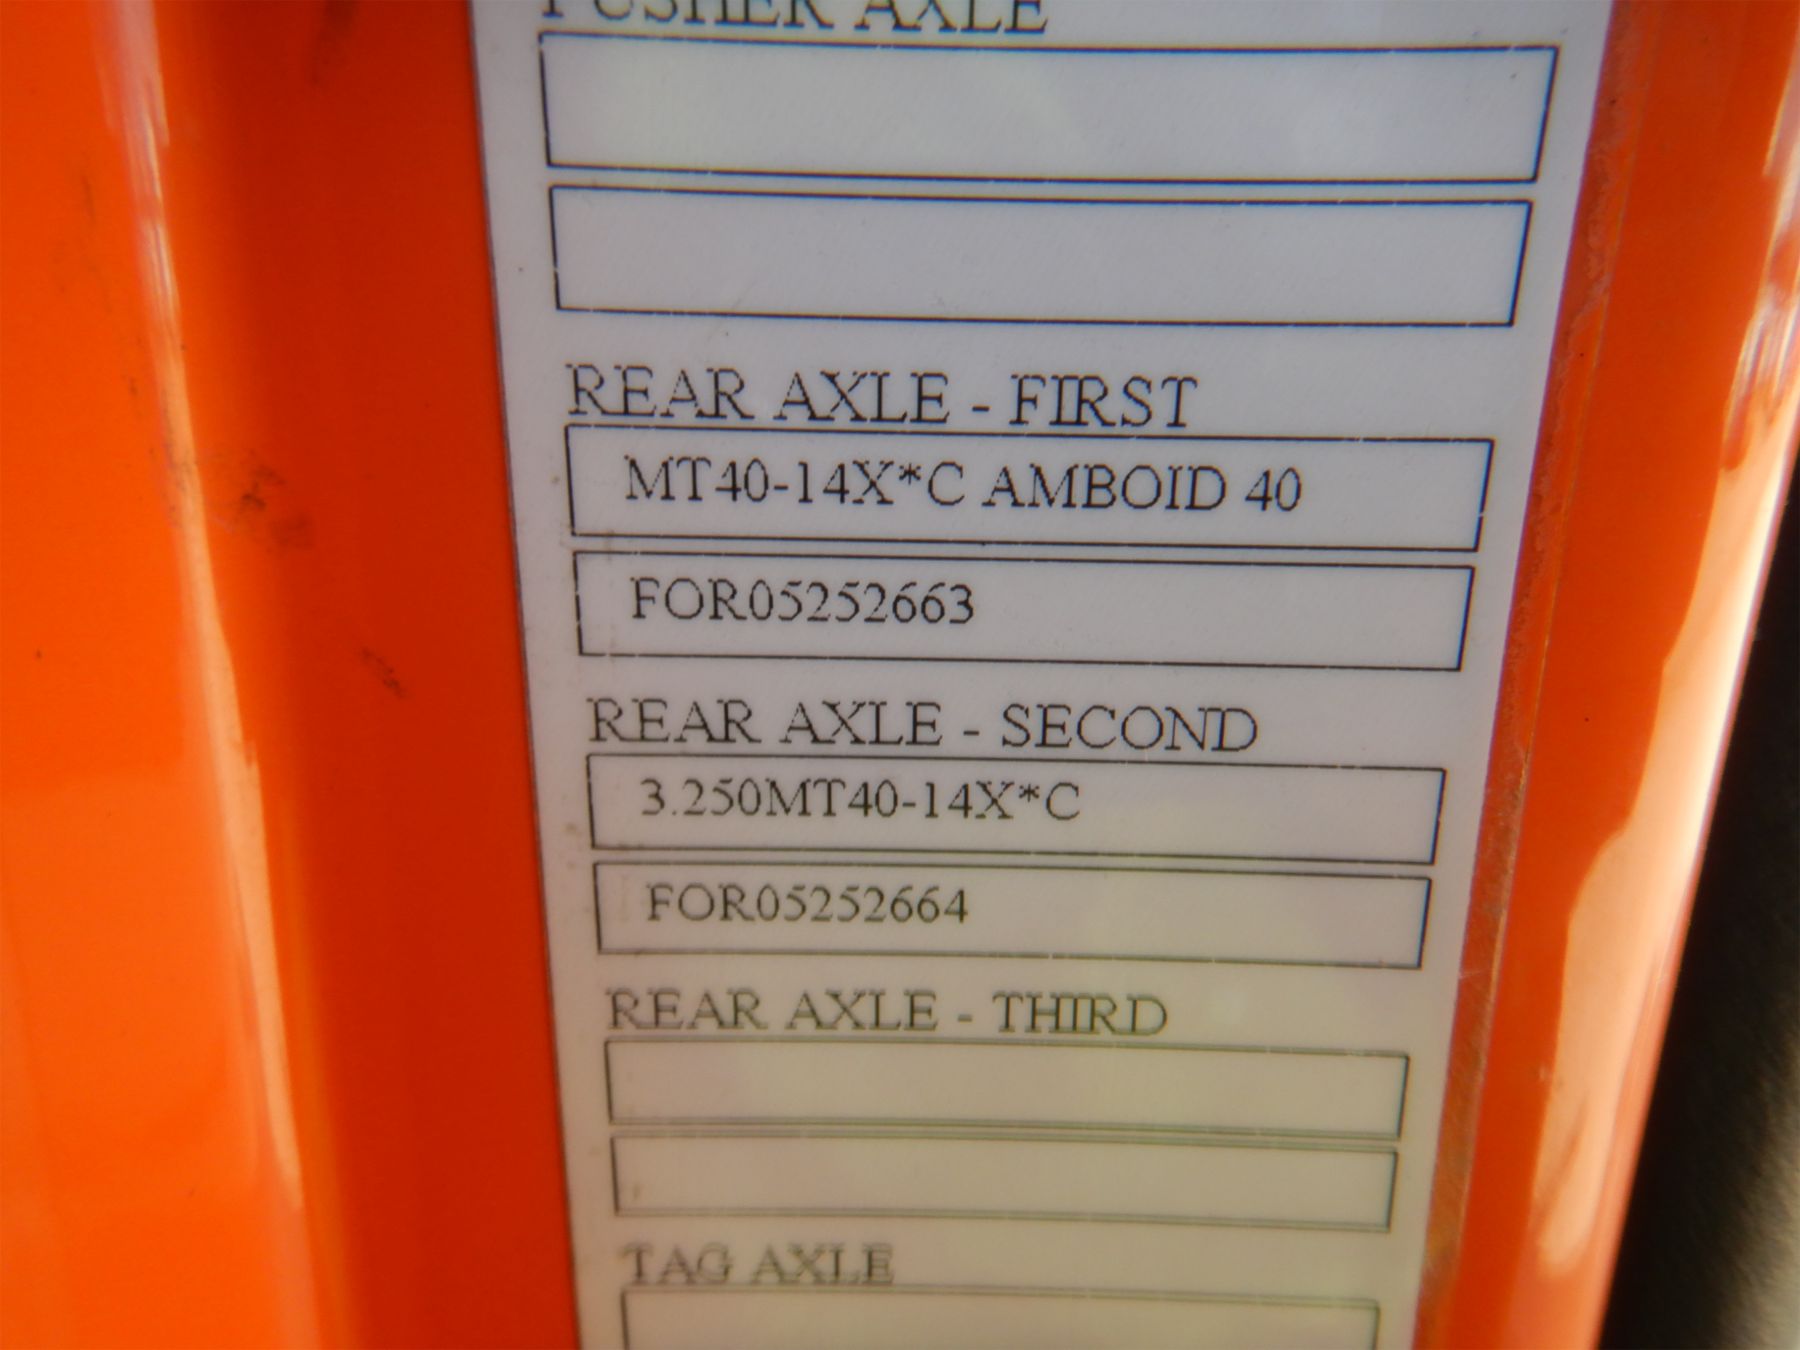 PUSHER AXLE
REAR AXLE - FIRST
MT40-14X*C AMBOID 40
FOR05252663
REAR AXLE - SECOND
3.250MT40-14X*C
FOR05252664
REAR AXLE - THIRD
TAG AXLE